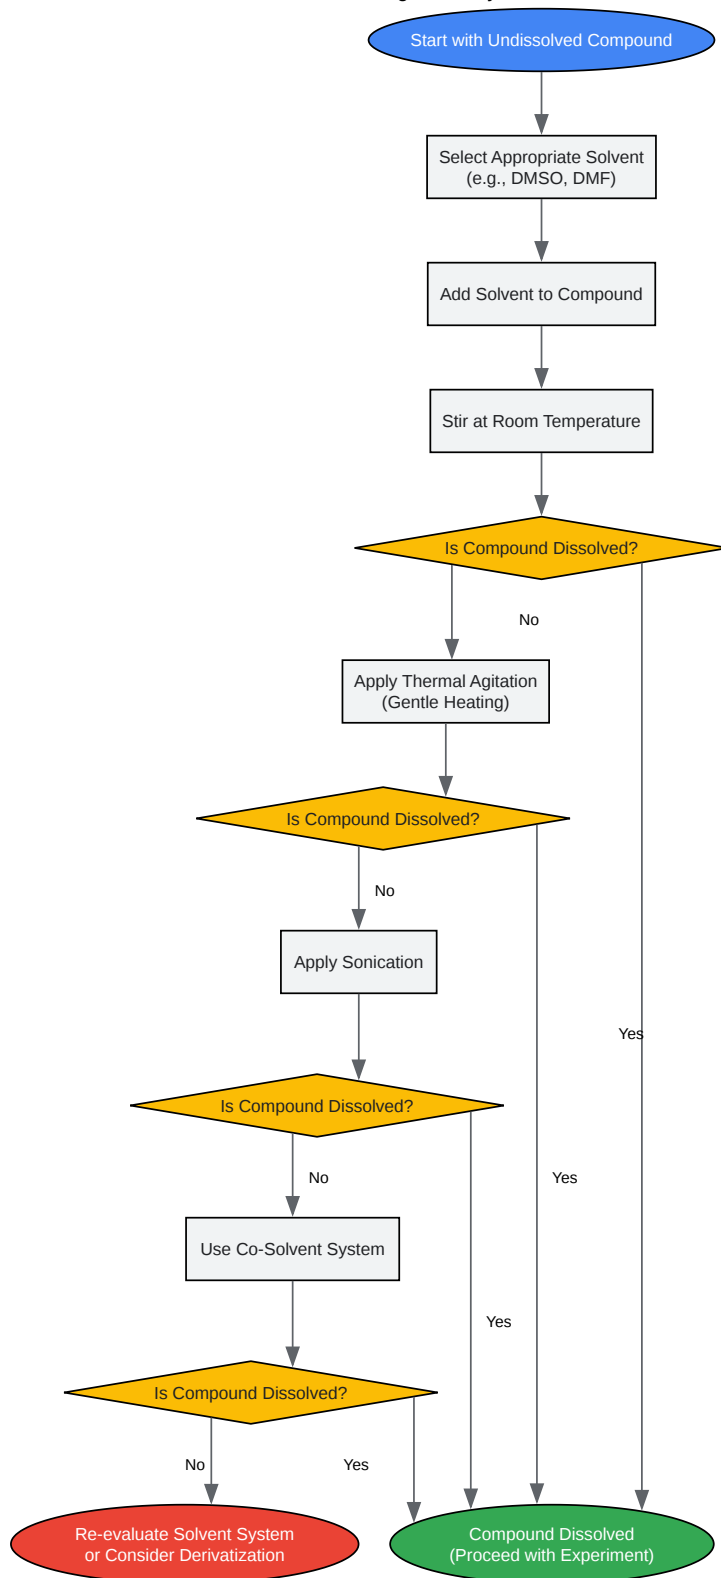 Start with Undissolved Compound
Select Appropriate Solvent
(e.g., DMSO, DMF)
Add Solvent to Compound
Stir at Room Temperature
Is Compound Dissolved?
No
Apply Thermal Agitation
(Gentle Heating)
Is Compound Dissolved?
No
Apply Sonication
Yes
Is Compound Dissolved?
No
Yes
Use Co-Solvent System
Yes
Is Compound Dissolved?
No
Yes
Re-evaluate Solvent System
or Consider Derivatization
Compound Dissolved
(Proceed with Experiment)